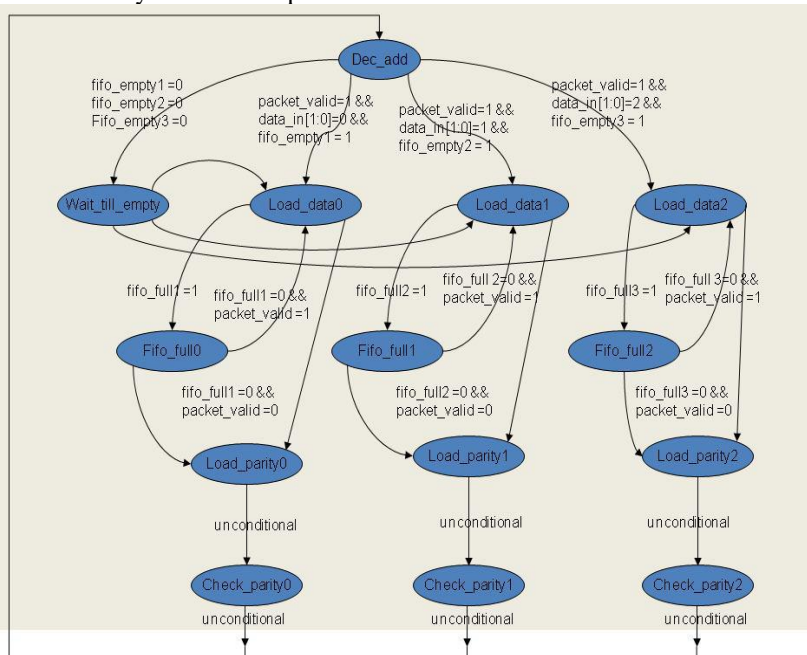 Dec_add
fifo_empty1 =0
fifo_empty2 =0
Fifo_empty3 =0
packet_valid=1 &&
data_in[1:0]=0 &&
fifo_empty1 = 1
packet_valid=1 &&
data_in[1:0]=1 &&
fifo_empty2 = 1
packet_valid=1 &&
data_in[1:0]=2 &&
fifo_empty3 = 1
Wait_till_empty
Load_data0
Load_data1
Load_data2
fifo_full1 =1
fifo_full1 =0 &&
packet_valid =1
fifo_full2 =1
fifo_full 2=0 &&
packet_valid =1
fifo_full3 =1
fifo_full 3=0 &&
packet_valid =1
Fifo_full0
Fifo_full1
Fifo_full2
fifo_full1 =0 &&
packet_valid =0
fifo_full2 =0 &&
packet_valid =0
fifo_full3 =0 &&
packet_valid =0
Load_parity0
Load_parity1
Load_parity2
unconditional
unconditional
unconditional
Check_parity0
Check_parity1
Check_parity2
unconditional
unconditional
unconditional